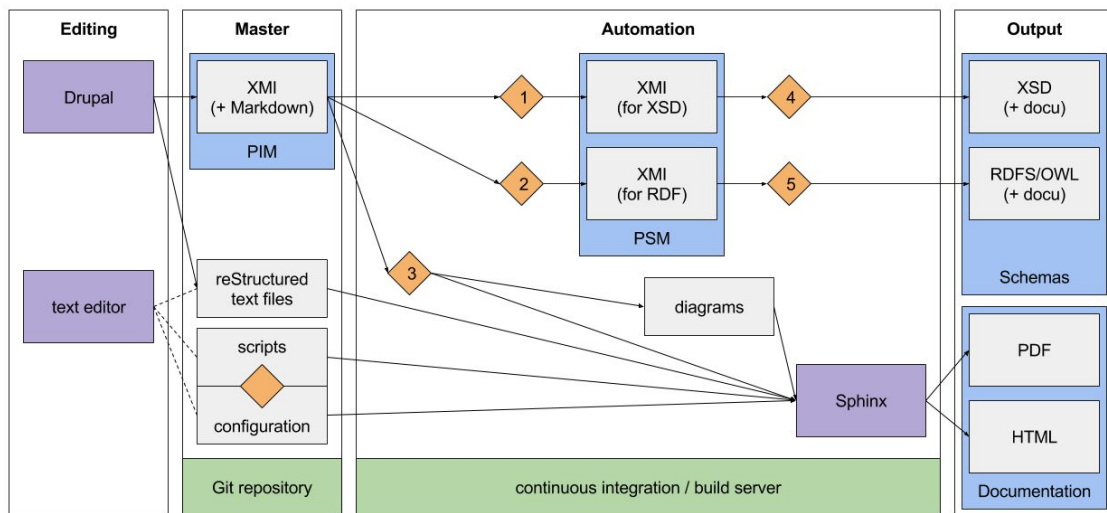 Editing
Master
Automation
Output
Drupal
XMI
(+ Markdown)
PIM
1
XMI
(for XSD)
4
XSD
(+ docu)
2
XMI
(for RDF)
5
RDFS/OWL
(+ docu)
PSM
Schemas
3
text editor
reStructured
text files
diagrams
scripts
configuration
Sphinx
PDF
HTML
Documentation
Git repository
continuous integration / build server